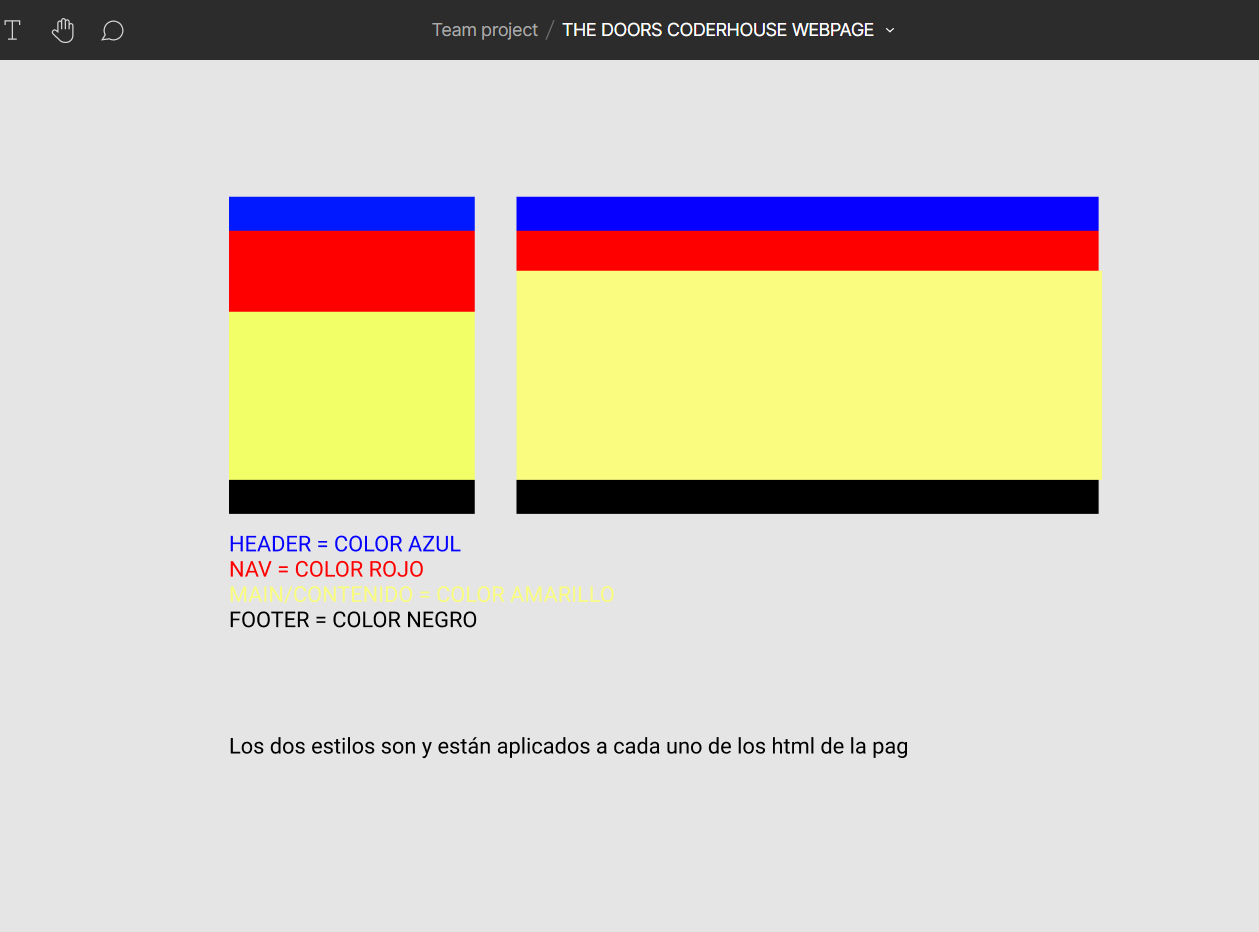 Team project / THE DOORS CODERHOUSE WEBPAGE
HEADER = COLOR AZUL
NAV = COLOR ROJO
MAIN/CONTENIDO = COLOR AMARILLO
FOOTER = COLOR NEGRO
Los dos estilos son y están aplicados a cada uno de los html de la pag